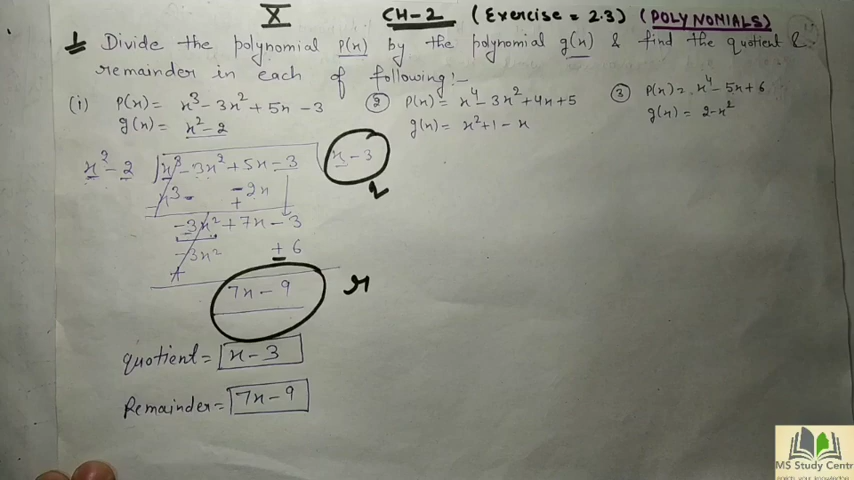 X CH-2 (Exercise = 2.3) (POLYNONIALS)
1. Divide the polynomial p(x) by the polynomial g(x) & find the quotient &
remainder in each of following:-
(i) P(x) = x³-3x²+5x-3
g(x) = x²-2
② P(x) = x⁴-3x²+4x+5
g(x) = x²+1-x
③ P(x) = x⁴-5x+6
g(x) = 2-x²
x²-2 x³-3x²+5x-3 x-3
x³ -2x
- + q
-3x²+7x-3
-3x² + 6
+
7x-9 r
quotient = x-3
Remainder = 7x-9
MS Study Centr